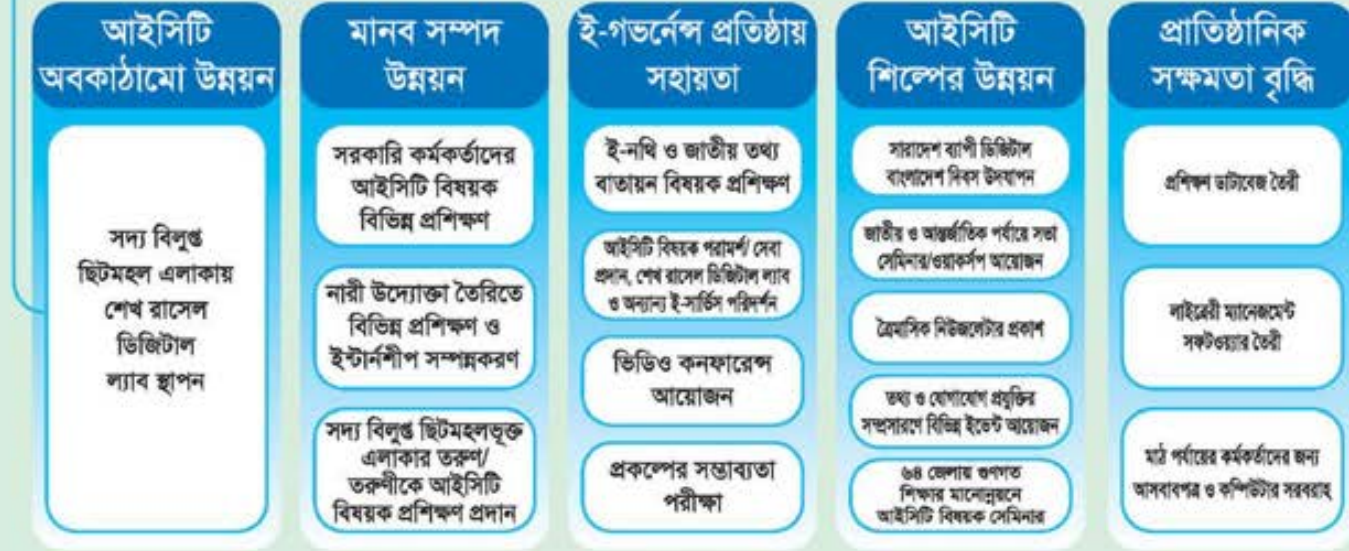 আইসিটি
অবকাঠামো উন্নয়ন
সদ্য বিলুপ্ত
ছিটমহল এলাকায়
শেখ রাসেল
ডিজিটাল
ল্যাব স্থাপন
মানব সম্পদ
উন্নয়ন
সরকারি কর্মকর্তাদের
আইসিটি বিষয়ক
বিভিন্ন প্রশিক্ষণ
নারী উদ্যোক্তা তৈরিতে
বিভিন্ন প্রশিক্ষণ ও
ইন্টার্নশীপ সম্পন্নকরণ
সদ্য বিলুপ্ত ছিটমহলভূক্ত
এলাকার তরুণ/
তরুণীকে আইসিটি
বিষয়ক প্রশিক্ষণ প্রদান
ই-গভর্নেন্স প্রতিষ্ঠায়
সহায়তা
ই-নথি ও জাতীয় তথ্য
বাতায়ন বিষয়ক প্রশিক্ষণ
আইসিটি বিষয়ক পরামর্শ/ সেবা
প্রদান, শেখ রাসেল ডিজিটাল ল্যাব
ও অন্যান্য ই-সার্ভিস পরিদর্শন
ভিডিও কনফারেন্স
আয়োজন
প্রকল্পের সম্ভাব্যতা
পরীক্ষা
আইসিটি
শিল্পের উন্নয়ন
সারাদেশ ব্যাপী ডিজিটাল
বাংলাদেশ দিবস উদযাপন
জাতীয় ও আন্তর্জাতিক পর্যায়ে সভা
সেমিনার/ওয়াকর্সপ আয়োজন
ত্রৈমাসিক নিউজলেটার প্রকাশ
তথ্য ও যোগাযোগ প্রযুক্তির
সম্প্রসারণে বিভিন্ন ইভেন্ট আয়োজন
৬৪ জেলায় গুণগত
শিক্ষার মানোন্নয়নে
আইসিটি বিষয়ক সেমিনার
প্রাতিষ্ঠানিক
সক্ষমতা বৃদ্ধি
প্রশিক্ষণ ডাটাবেজ তৈরী
লাইব্রেরী ম্যানেজমেন্ট
সফটওয়্যার তৈরী
মাঠ পর্যায়ের কর্মকর্তাদের জন্য
আসবাবপত্র ও কম্পিউটার সরবরাহ